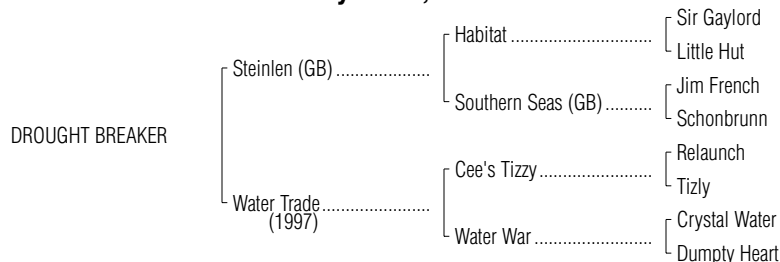 Sir Gaylord
Habitat ................................
Little Hut
Steinlen (GB) .....................
Jim French
Southern Seas (GB) ..........
Schonbrunn
DROUGHT BREAKER
Relaunch
Cee's Tizzy .........................
Tizly
Water Trade ........................
(1997)
Crystal Water
Water War ..........................
Dumpty Heart